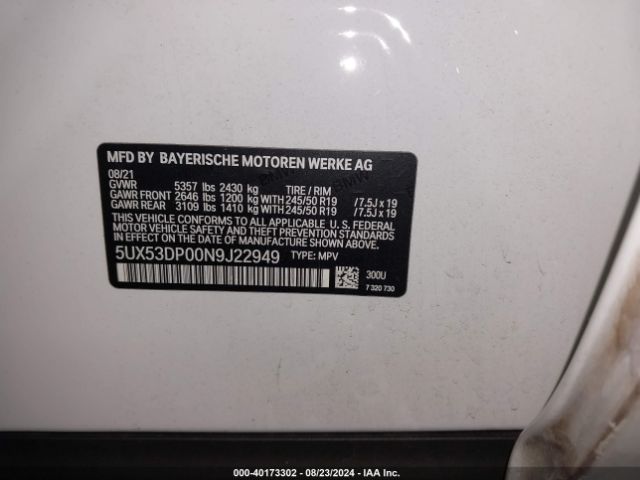 MFD BY BAYERISCHE MOTOREN WERKE AG
08/21
GVWR 5357 lbs 2430 kg TIRE / RIM
GAWR FRONT 2646 lbs 1200 kg WITH 245/50 R19 /7.5J x 19
GAWR REAR 3109 lbs 1410 kg WITH 245/50 R19 /7.5J x 19
THIS VEHICLE CONFORMS TO ALL APPLICABLE U.S. FEDERAL
MOTOR VEHICLE SAFETY, BUMPER, AND THEFT PREVENTION
STANDARDS IN EFFECT ON THE DATE OF MANUFACTURE SHOWN ABOVE.
5UX53DP00N9J22949 TYPE: MPV
300U
7 320 730
000-40173302 - 08/23/2024 - IAA Inc.